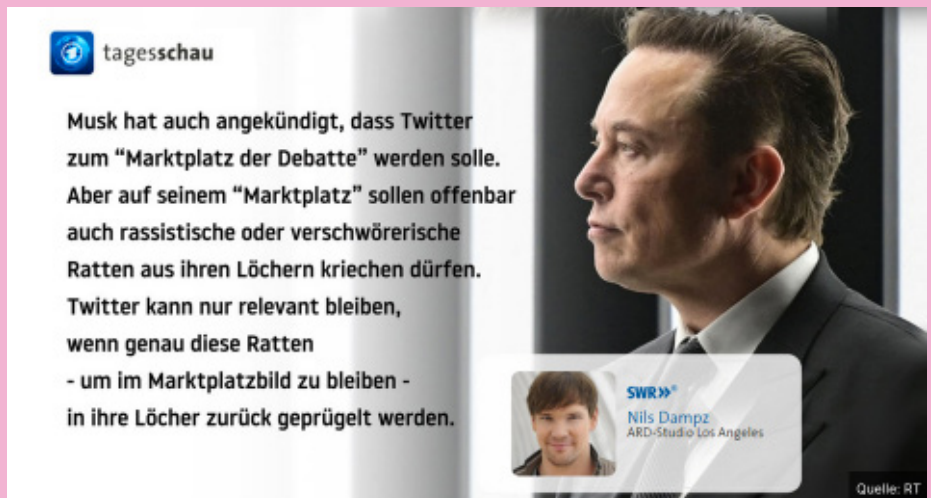 tagesschau
Musk hat auch angekündigt, dass Twitter
zum “Marktplatz der Debatte” werden solle.
Aber auf seinem “Marktplatz” sollen offenbar
auch rassistische oder verschwörerische
Ratten aus ihren Löchern kriechen dürfen.
Twitter kann nur relevant bleiben,
wenn genau diese Ratten
- um im Marktplatzbild zu bleiben -
in ihre Löcher zurück geprügelt werden.
SWR»®
Nils Dampz
ARD-Studio Los Angeles
Quelle: RT